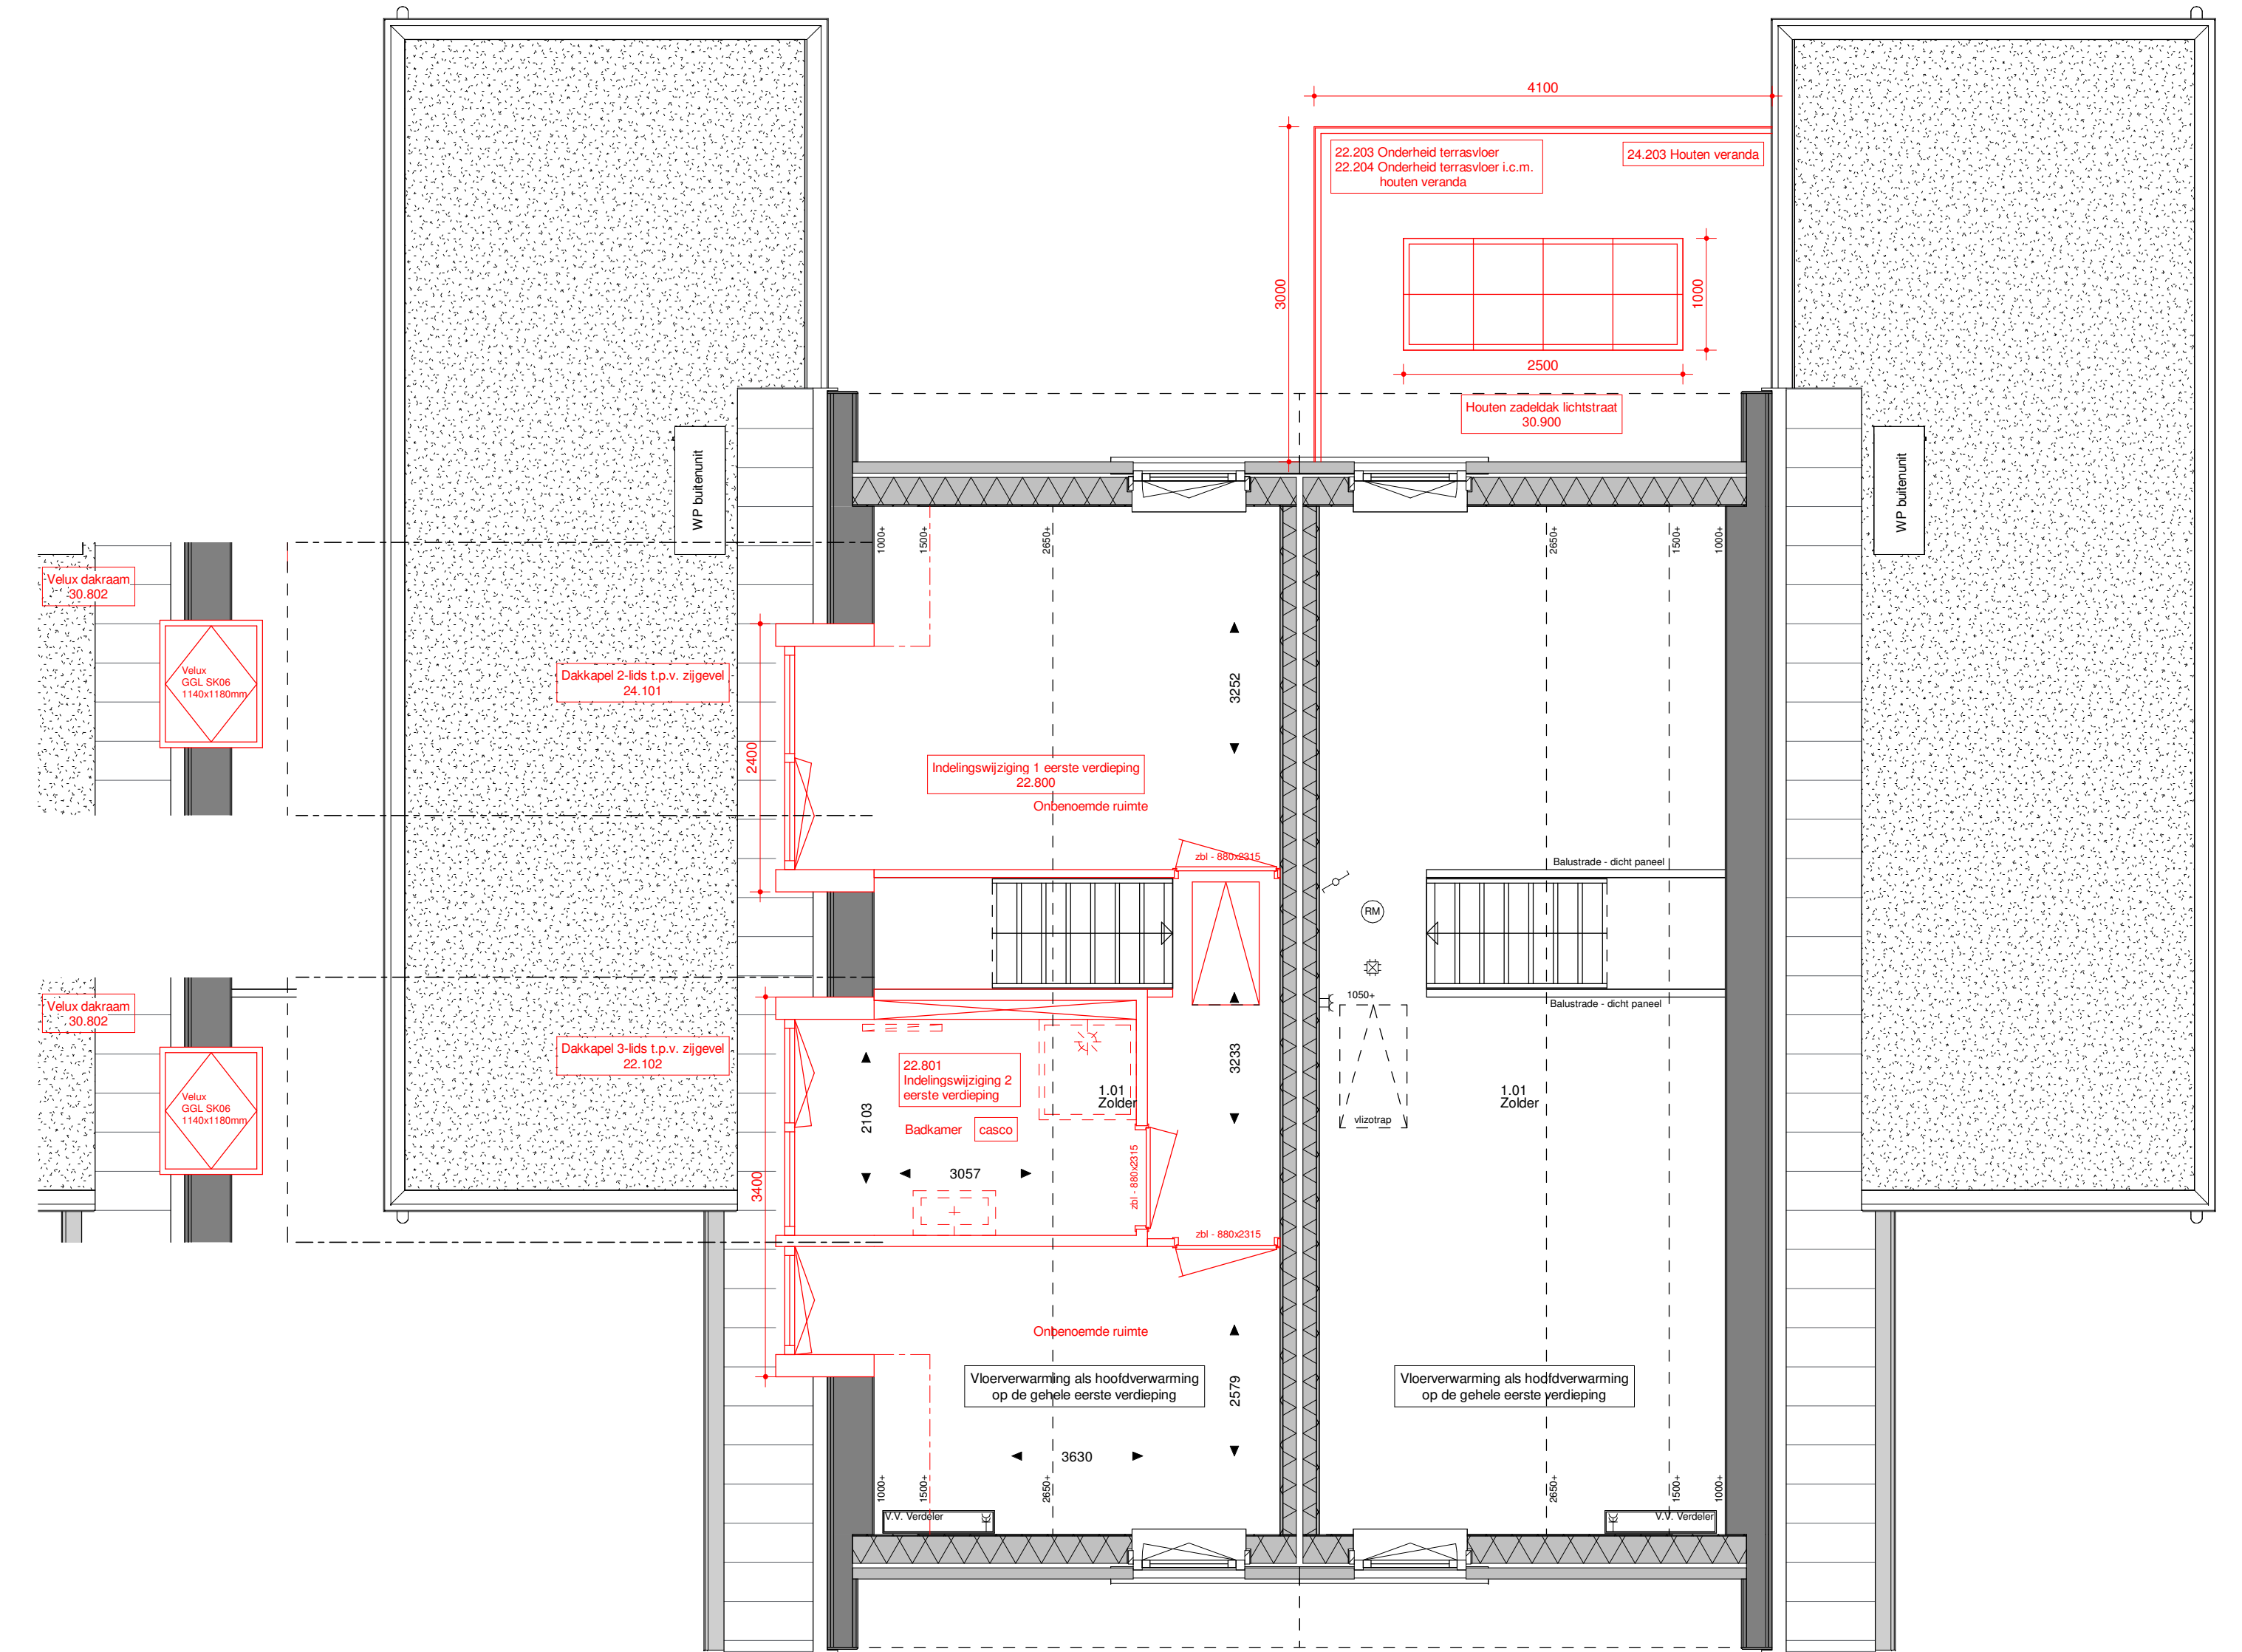 4100
22.203 Onderheid terrasvloer
22.204 Onderheid terrasvloer i.c.m.
houten veranda
24.203 Houten veranda
3000
1000
2500
Houten zadeldak lichtstraat
30.900
WP buitenunit
WP buitenunit
1000+
1500+
2650+
2650+
1500+
1000+
Velux dakraam
30.802
Velux
GGL SK06
1140x1180mm
Dakkapel 2-lids t.p.v. zijgevel
24.101
2400
3252
Indelingswijziging 1 eerste verdieping
22.800
Onbenoemde ruimte
zbl - 880x2315
Balustrade - dicht paneel
RM
Velux dakraam
30.802
Velux
GGL SK06
1140x1180mm
Dakkapel 3-lids t.p.v. zijgevel
22.102
3400
2103
22.801
Indelingswijziging 2
eerste verdieping
Badkamer
casco
3057
1.01
Zolder
zbl - 880x2315
3233
zbl - 880x2315
1050+
vlizotrap
Balustrade - dicht paneel
1.01
Zolder
Onbenoemde ruimte
Vloerverwarming als hoofdverwarming
op de gehele eerste verdieping
2579
3630
Vloerverwarming als hoofdverwarming
op de gehele eerste verdieping
1000+
1500+
2650+
2650+
1500+
1000+
V.V. Verdeler
V.V. Verdeler